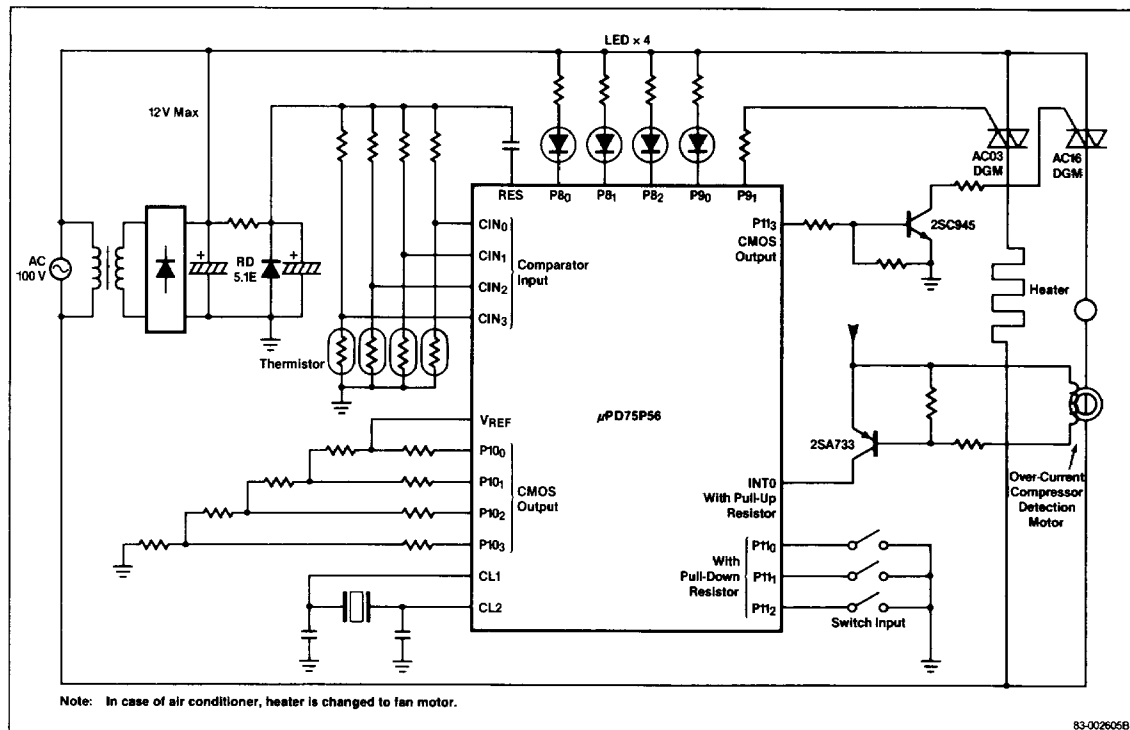 LED × 4
12V Max
AC
100 V
RD
5.1E
RES
P8₀
P8₁
P8₂
P9₀
P9₁
AC03
DGM
AC16
DGM
CIN₀
CIN₁
CIN₂
CIN₃
Comparator
Input
P11₃
CMOS
Output
2SC945
Heater
Thermistor
μPD75P56
VREF
P10₀
P10₁
P10₂
P10₃
CMOS
Output
2SA733
INT0
With Pull-Up
Resistor
Over-Current
Compressor
Detection
Motor
CL1
CL2
With
Pull-Down
Resistor
P11₀
P11₁
P11₂
Switch Input
Note: In case of air conditioner, heater is changed to fan motor.
83-002605B